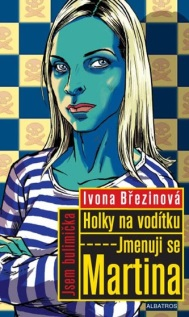 Ivona Březinová
Holky na vodítku
-----Jmenuji se
Martina
jsem bulimička
ALBATROS